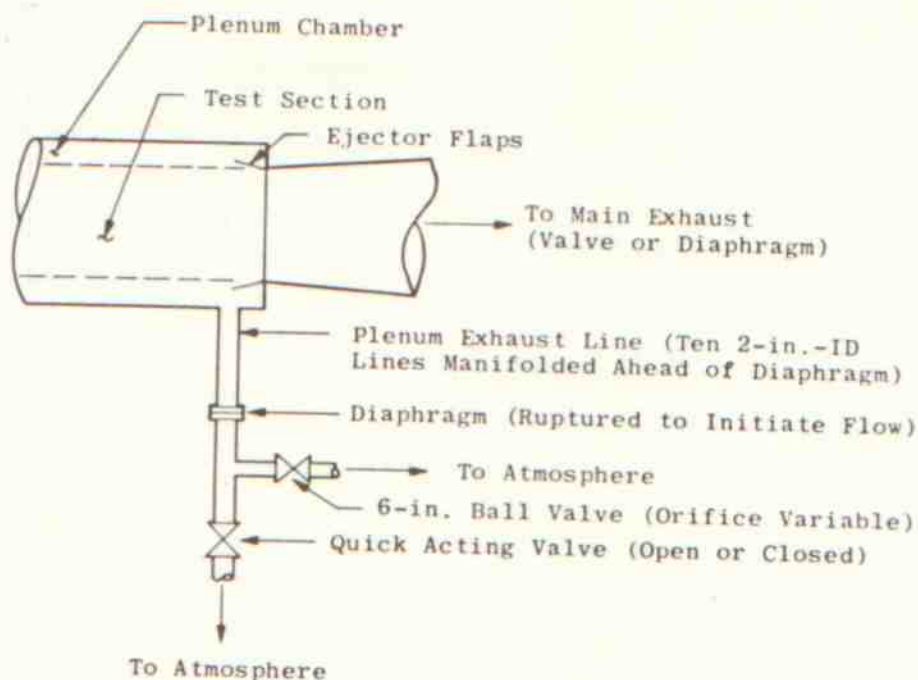 Plenum Chamber
Test Section
Ejector Flaps
To Main Exhaust
(Valve or Diaphragm)
Plenum Exhaust Line (Ten 2-in.-ID
Lines Manifolded Ahead of Diaphragm)
Diaphragm (Ruptured to Initiate Flow)
To Atmosphere
6-in. Ball Valve (Orifice Variable)
Quick Acting Valve (Open or Closed)
To Atmosphere